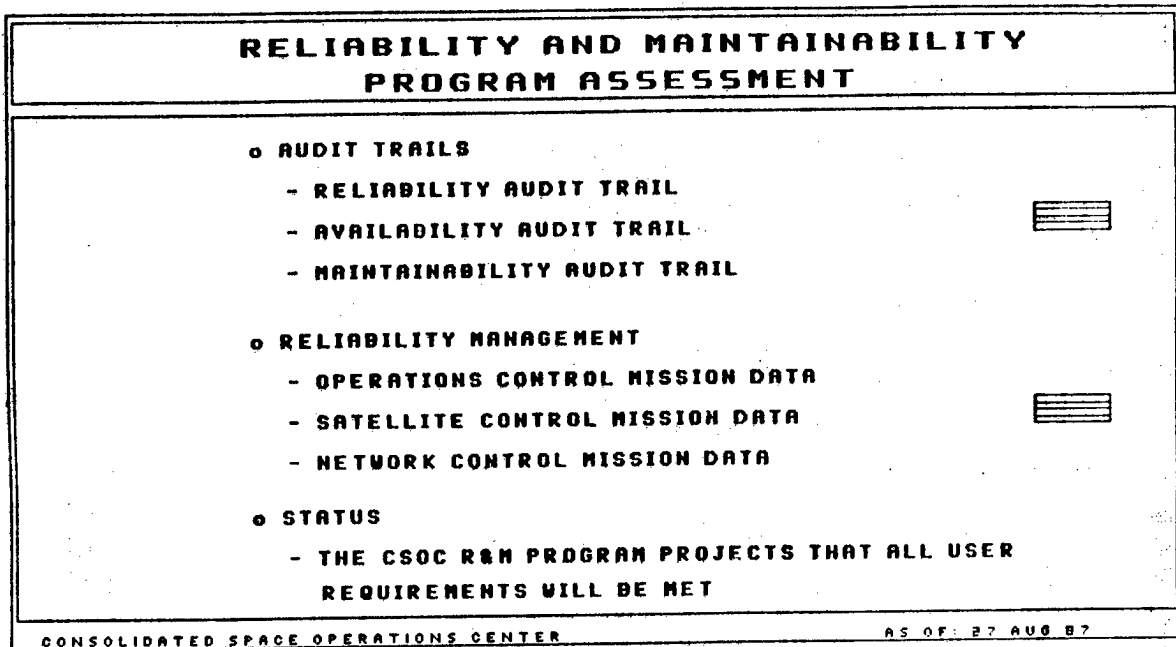 RELIABILITY AND MAINTAINABILITY
PROGRAM ASSESSMENT
o AUDIT TRAILS
- RELIABILITY AUDIT TRAIL
- AVAILABILITY AUDIT TRAIL
- MAINTAINABILITY AUDIT TRAIL
o RELIABILITY MANAGEMENT
- OPERATIONS CONTROL MISSION DATA
- SATELLITE CONTROL MISSION DATA
- NETWORK CONTROL MISSION DATA
o STATUS
- THE CSOC R&M PROGRAM PROJECTS THAT ALL USER
REQUIREMENTS WILL BE MET
CONSOLIDATED SPACE OPERATIONS CENTER AS OF: 27 AUG 87